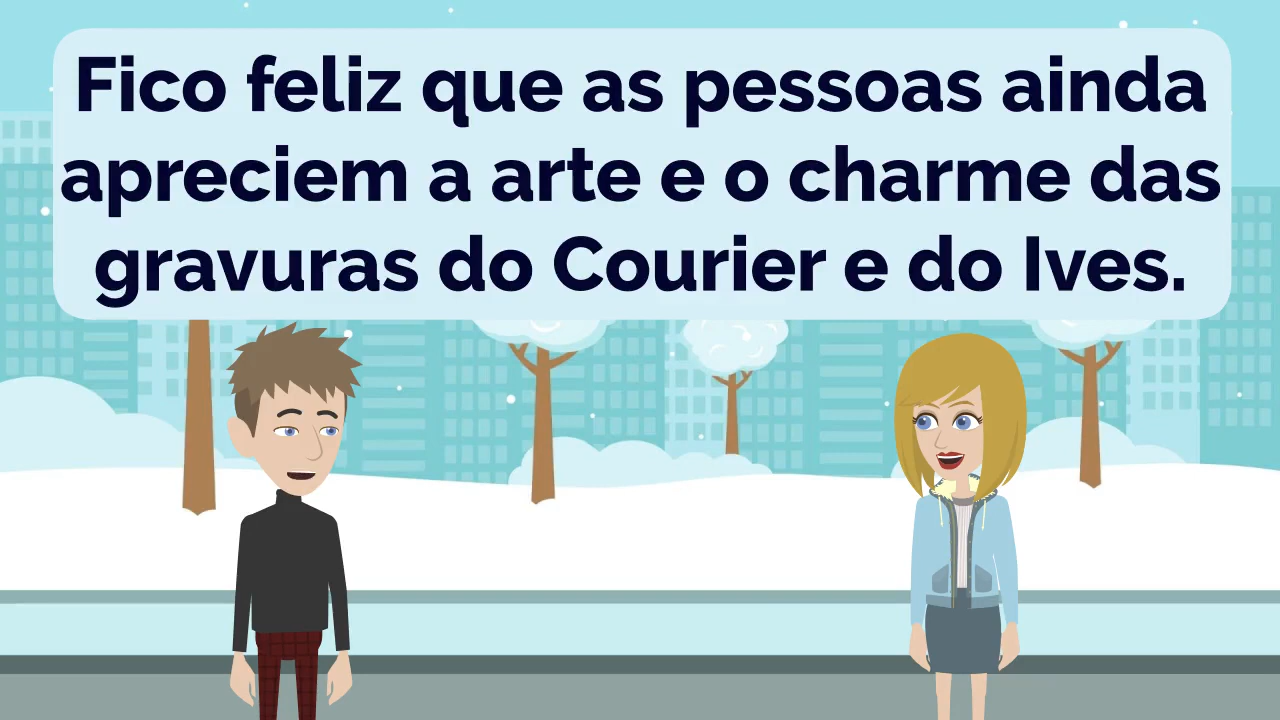 Fico feliz que as pessoas ainda
apreciem a arte e o charme das
gravuras do Courier e do Ives.